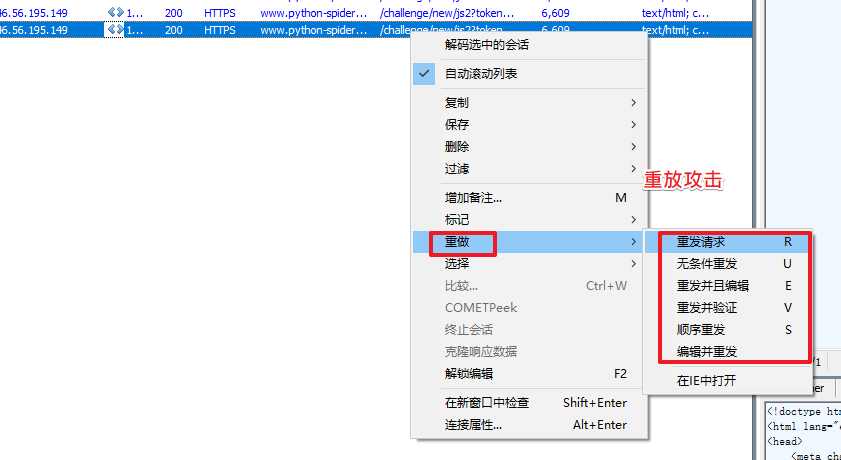 46.56.195.149 1... 200 HTTPS www.python-spider... /challenge/new/js2?token... 6,609 text/html; c...
46.56.195.149 1... 200 HTTPS www.python-spider... /challenge/new/js2?token... 6,609 text/html; c...
解码选中的会话
自动滚动列表
复制
保存
删除
过滤
重放攻击
增加备注... M
标记
重做
重发请求 R
选择
无条件重发 U
比较... Ctrl+W
重发并且编辑 E
COMETPeek
重发并验证 V
终止会话
顺序重发 S
克隆响应数据
编辑并重发
/1
解锁编辑 F2
在IE中打开
er
在新窗口中检查 Shift+Enter
<!doctype ht
连接属性... Alt+Enter
<html lang="
<head>
<meta cha